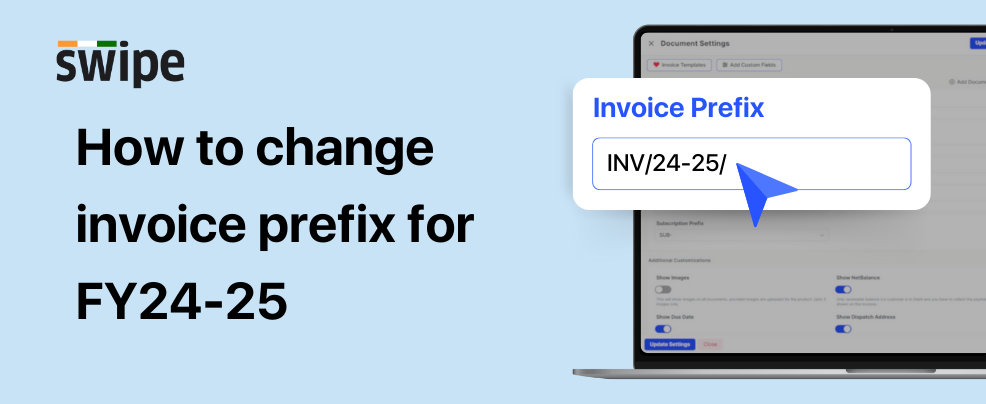 swipe
How to change
invoice prefix for
FY24-25
Document Settings
Invoice Templates
Add Custom Fields
Invoice Prefix
INV/24-25/
Subscription Prefix
SUB-
Additional Customisations
Show Images
Show NetBalance
Show Due Date
Show Dispatch Address
Update Settings
Close